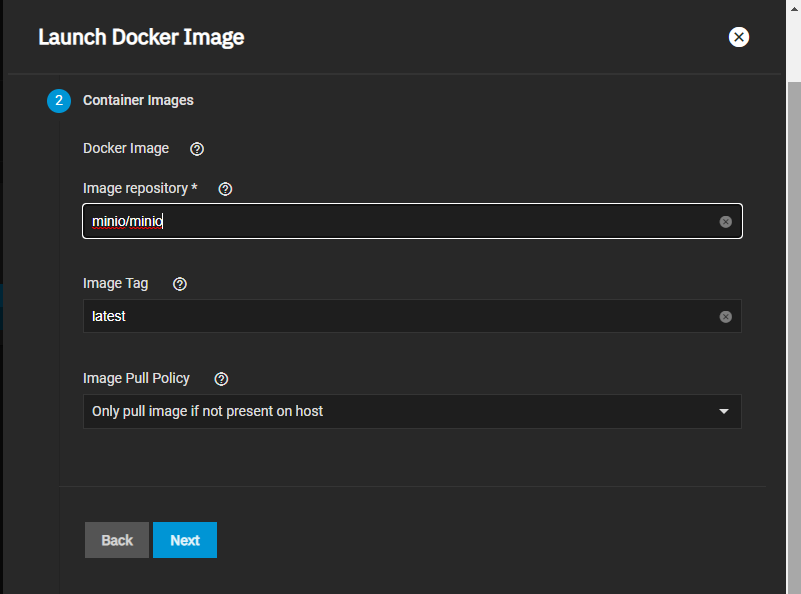 Launch Docker Image
2 Container Images
Docker Image
Image repository *
minio/minio
Image Tag
latest
Image Pull Policy
Only pull image if not present on host
Back Next